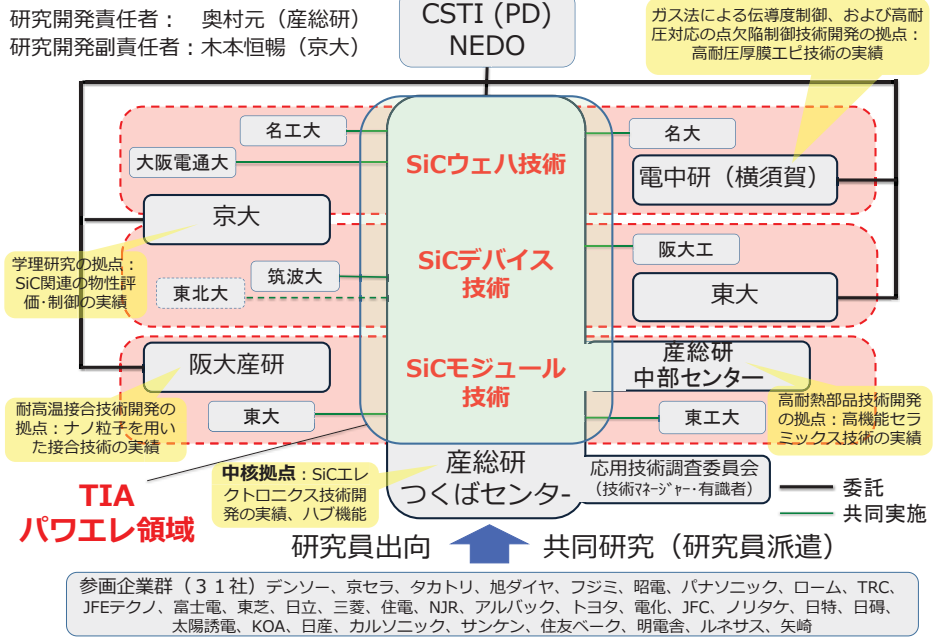 研究開発責任者： 奥村元（産総研）
研究開発副責任者：木本恒暢（京大）
CSTI (PD)
NEDO
ガス法による伝導度制御、および高耐
圧対応の点欠陥制御技術開発の拠点：
高耐圧厚膜エピ技術の実績
名工大
大阪電通大
京大
SiCウェハ技術
名大
電中研（横須賀）
学理研究の拠点：
SiC関連の物性評
価･制御の実績
筑波大
東北大
SiCデバイス
技術
阪大工
東大
阪大産研
東大
SiCモジュール
技術
産総研
中部センター
東工大
耐高温接合技術開発の
拠点：ナノ粒子を用い
た接合技術の実績
高耐熱部品技術開発
の拠点：高機能セラ
ミックス技術の実績
TIA
パワエレ領域
中核拠点：SiCエレ
クトロニクス技術開
発の実績、ハブ機能
産総研
つくばセンター
応用技術調査委員会
（技術ﾏﾈｰｼﾞｬｰ･有識者）
委託
共同実施
研究員出向
共同研究（研究員派遣）
参画企業群（３１社）デンソー、京セラ、タカトリ、旭ダイヤ、フジミ、昭電、パナソニック、ローム、TRC、
JFEテクノ、富士電、東芝、日立、三菱、住電、NJR、アルバック、トヨタ、電化、JFC、ノリタケ、日特、日碍、
太陽誘電、KOA、日産、カルソニック、サンケン、住友ベーク、明電舎、ルネサス、矢崎